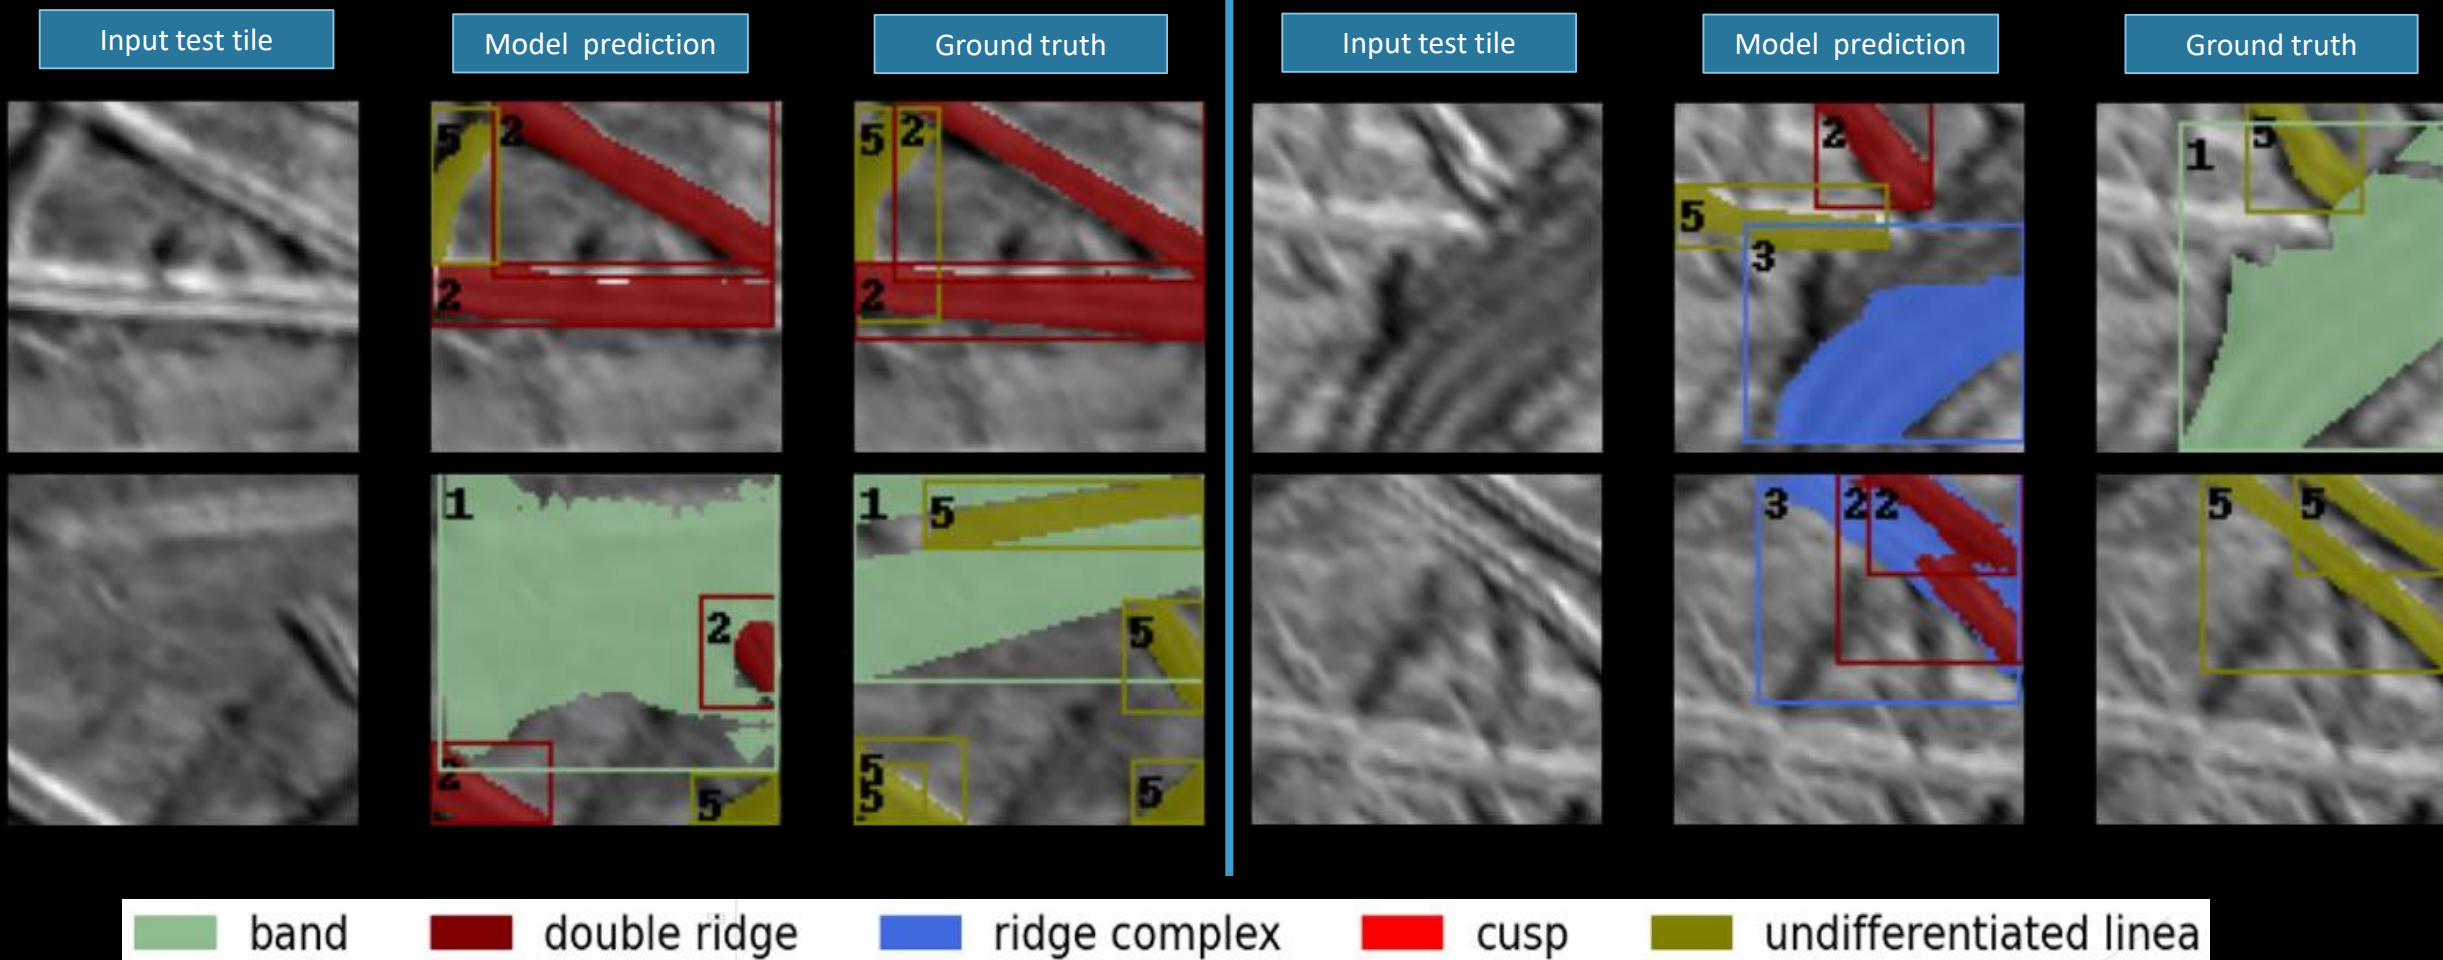 Input test tile
Model prediction
Ground truth
Input test tile
Model prediction
Ground truth
5 2
2
5 2
2
2
5
3
1 5
1
2
2
5
1 5
5
5
5
5
3 2 2
5 5
band double ridge ridge complex cusp undifferentiated linea